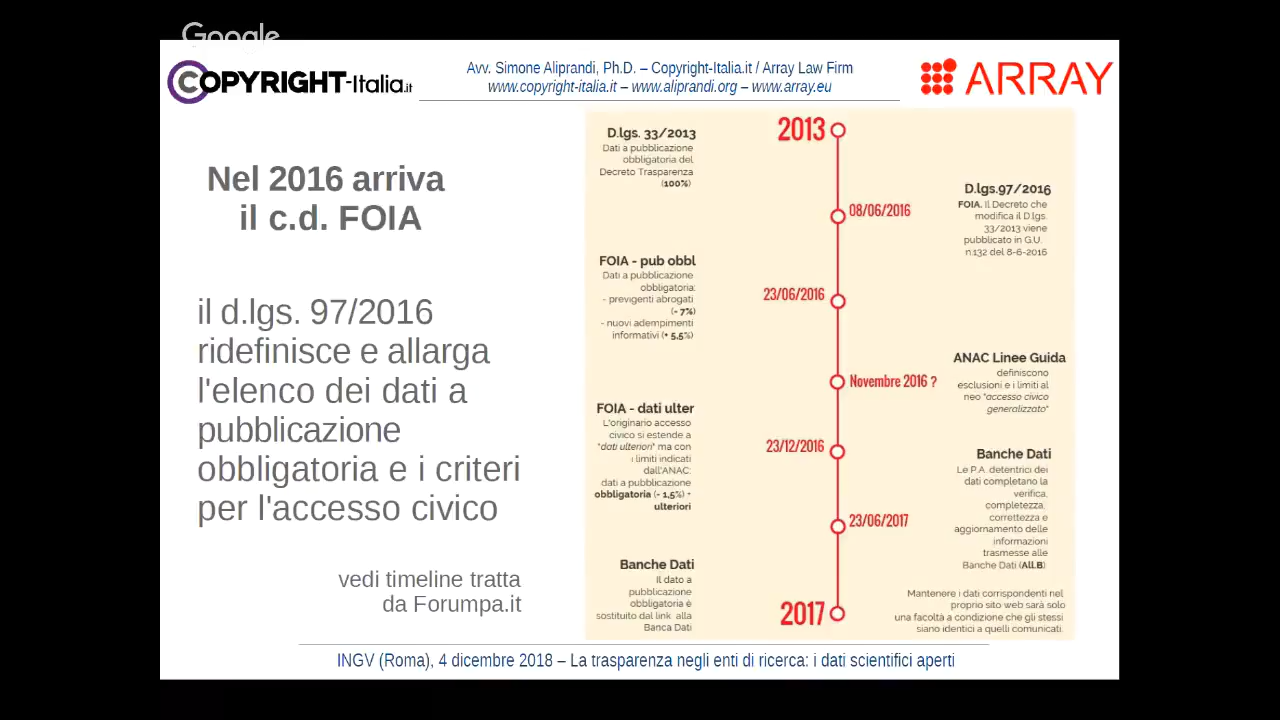 Google
COPYRIGHT-Italia.it
Avv. Simone Aliprandi, Ph.D. – Copyright-Italia.it / Array Law Firm
www.copyright-italia.it – www.aliprandi.org – www.array.eu
ARRAY
Nel 2016 arriva
il c.d. FOIA
il d.lgs. 97/2016
ridefinisce e allarga
l'elenco dei dati a
pubblicazione
obbligatoria e i criteri
per l'accesso civico
vedi timeline tratta
da Forumpa.it
2013
D.lgs. 33/2013
Dati a pubblicazione
obbligatoria del
Decreto Trasparenza
(100%)
08/06/2016
D.lgs.97/2016
FOIA. Il Decreto che
modifica il D.lgs.
33/2013 viene
pubblicato in G.U.
n.132 del 8-6-2016
FOIA - pub obbl
Dati a pubblicazione
obbligatoria:
- previgenti abrogati
(- 7%)
- nuovi adempimenti
informativi (+ 5,5%)
23/06/2016
Novembre 2016 ?
ANAC Linee Guida
definiscono
esclusioni e i limiti al
neo "accesso civico
generalizzato"
FOIA - dati ulter
L'originario accesso
civico si estende a
"dati ulteriori" ma con
i limiti indicati
dall'ANAC:
dati a pubblicazione
obbligatoria (- 1,5%) +
ulteriori
23/12/2016
23/06/2017
Banche Dati
Le P.A. detentrici dei
dati completano la
verifica,
completezza,
correttezza e
aggiornamento delle
informazioni
trasmesse alle
Banche Dati (All.B)
Banche Dati
Il dato a
pubblicazione
obbligatoria è
sostituito dal link alla
Banca Dati
2017
Mantenere i dati corrispondenti nel
proprio sito web sarà solo
una facoltà a condizione che gli stessi
siano identici a quelli comunicati.
INGV (Roma), 4 dicembre 2018 – La trasparenza negli enti di ricerca: i dati scientifici aperti